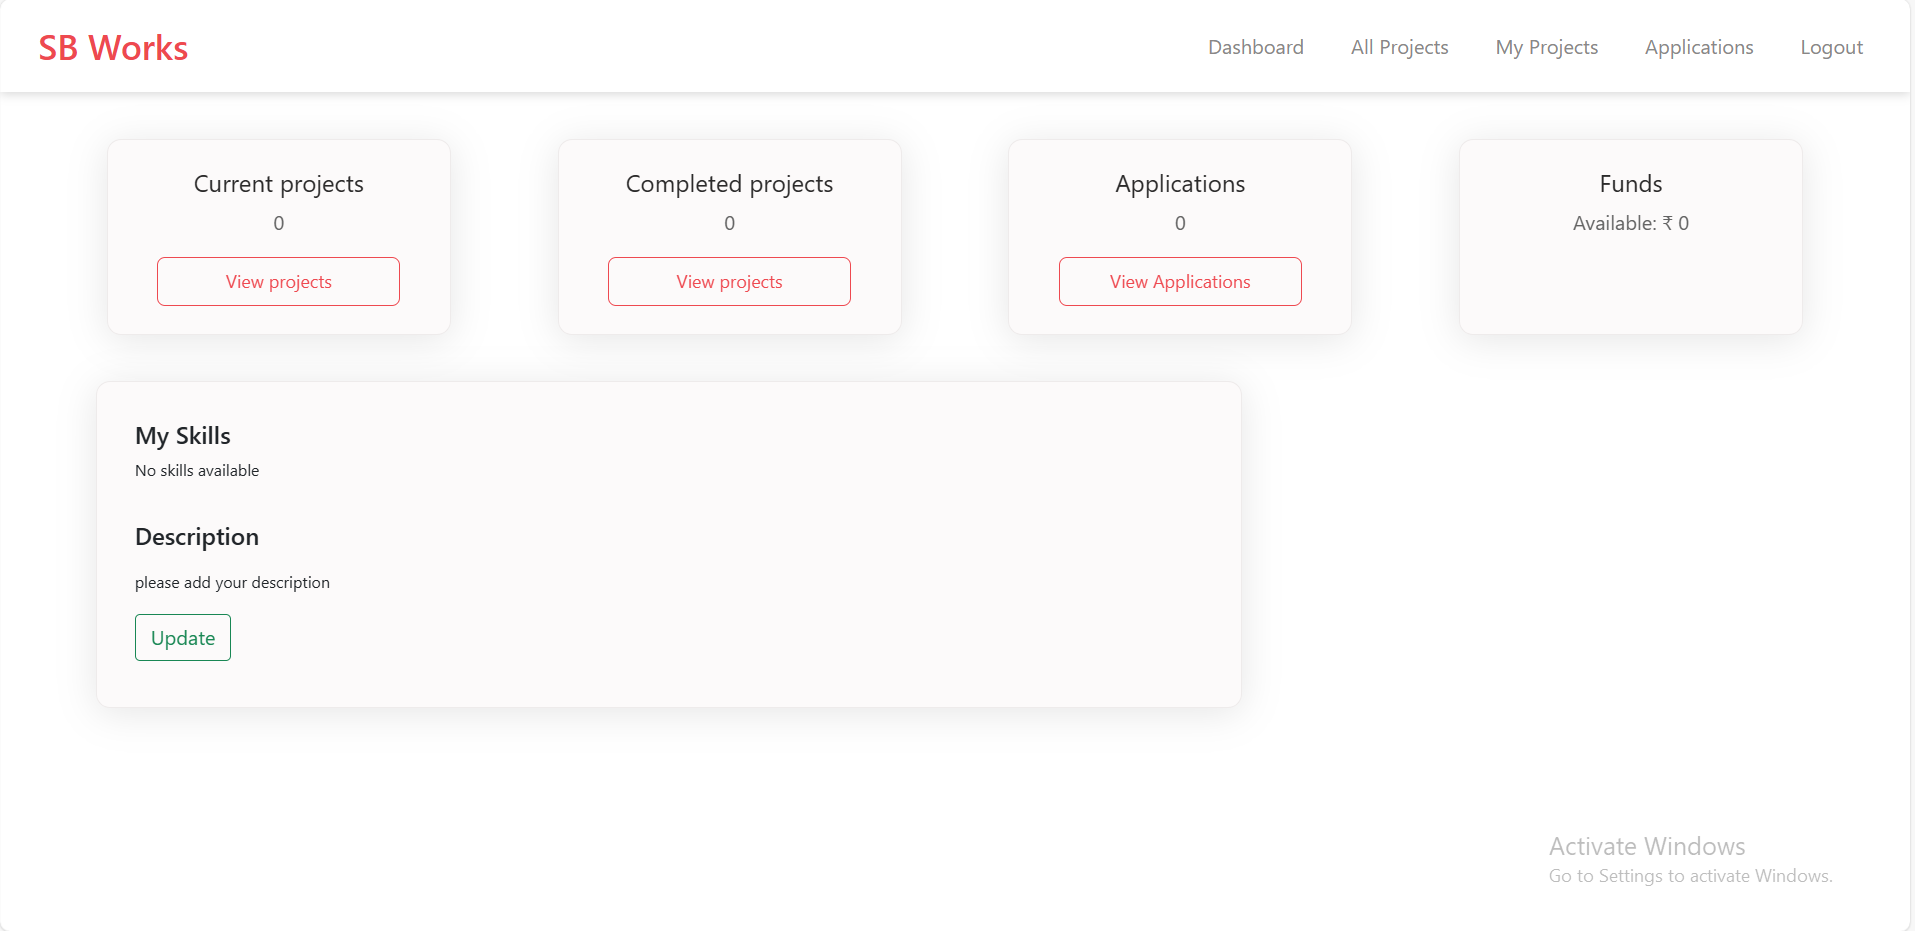 SB Works
Dashboard
All Projects
My Projects
Applications
Logout
Current projects
0
View projects
Completed projects
0
View projects
Applications
0
View Applications
Funds
Available: ₹ 0
My Skills
No skills available
Description
please add your description
Update
Activate Windows
Go to Settings to activate Windows.